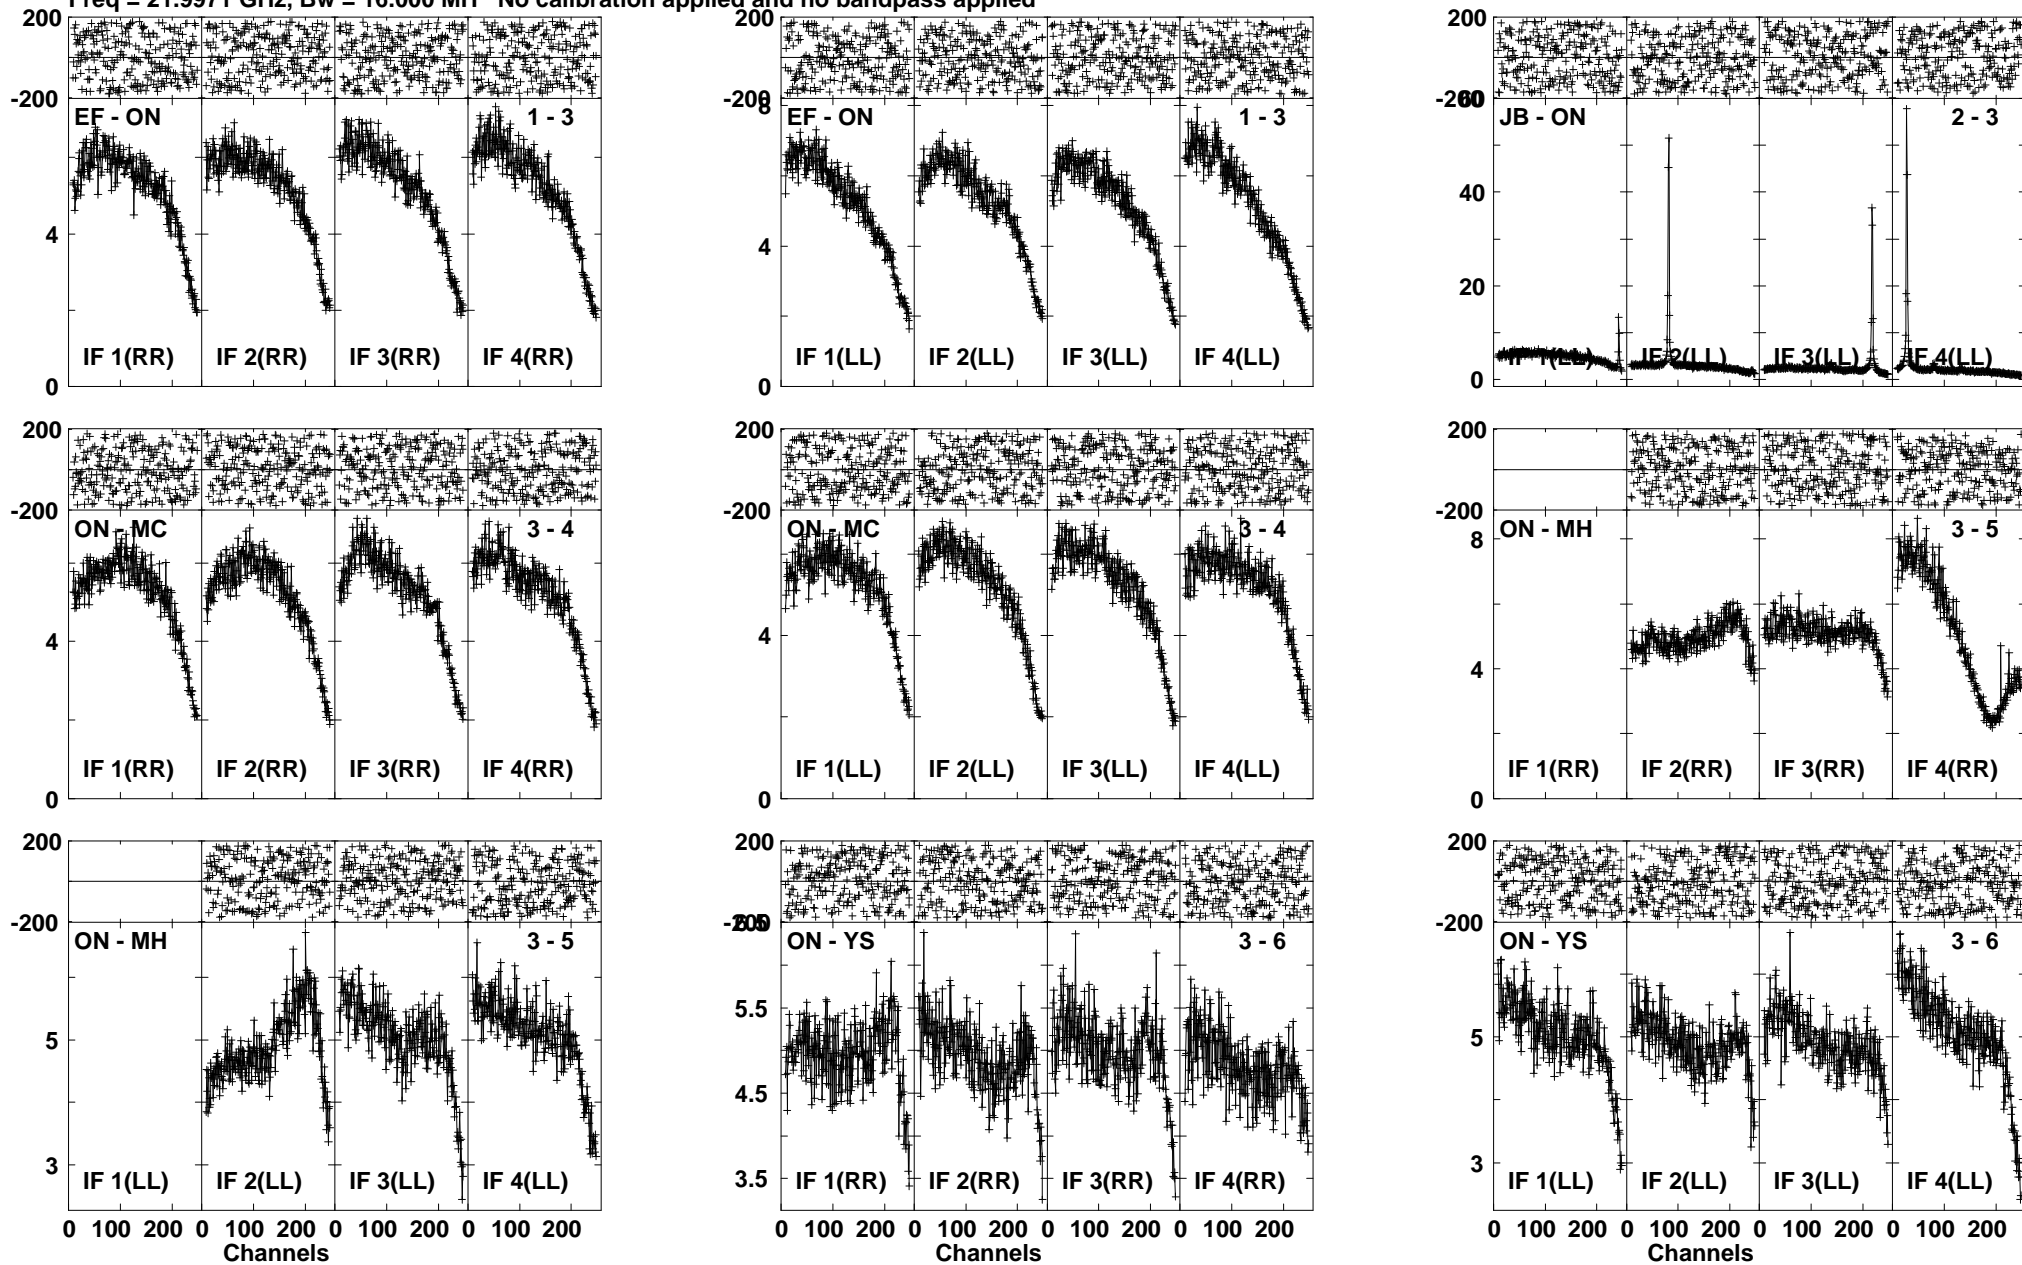 Freq = 21.9971 GHz, Bw = 16.000 MH No calibration applied and no bandpass applied
200 200 200
-200 -200 8 -200 60
EF - ON 1 - 3 EF - ON 1 - 3 JB - ON 2 - 3
4 4 40
20
IF 1(RR) IF 2(RR) IF 3(RR) IF 4(RR) IF 1(LL) IF 2(LL) IF 3(LL) IF 4(LL) IF 1(LL) IF 2(LL) IF 3(LL) IF 4(LL)
0 0 0
200 200 200
-200 -200 -200
ON - MC 3 - 4 ON - MC 3 - 4 ON - MH 3 - 5
8
4 4 4
IF 1(RR) IF 2(RR) IF 3(RR) IF 4(RR) IF 1(LL) IF 2(LL) IF 3(LL) IF 4(LL) IF 1(RR) IF 2(RR) IF 3(RR) IF 4(RR)
0 0 0
200 200 200
-200 -200 6.5 -200
ON - MH 3 - 5 ON - YS 3 - 6 ON - YS 3 - 6
5 5.5 5
4.5
3 3.5 3
IF 1(LL) IF 2(LL) IF 3(LL) IF 4(LL) IF 1(RR) IF 2(RR) IF 3(RR) IF 4(RR) IF 1(LL) IF 2(LL) IF 3(LL) IF 4(LL)
0 100 200 0 100 200 0 100 200 0 100 200 0 100 200 0 100 200 0 100 200 0 100 200 0 100 200 0 100 200 0 100 200 0 100 200
Channels Channels Channels